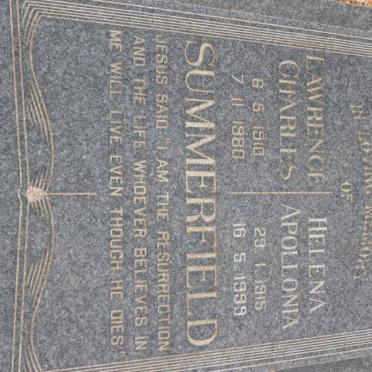 IN LOVING MEMORY
OF
LAWRENCE HELENA
CHARLES APOLLONIA
6 5 1910 29 1 1915
7 11 1980 16 5 1999
SUMMERFIELD
JESUS SAID, "I AM THE RESURRECTION
AND THE LIFE WHOEVER BELIEVES IN
ME WILL LIVE EVEN THOUGH HE DIES"